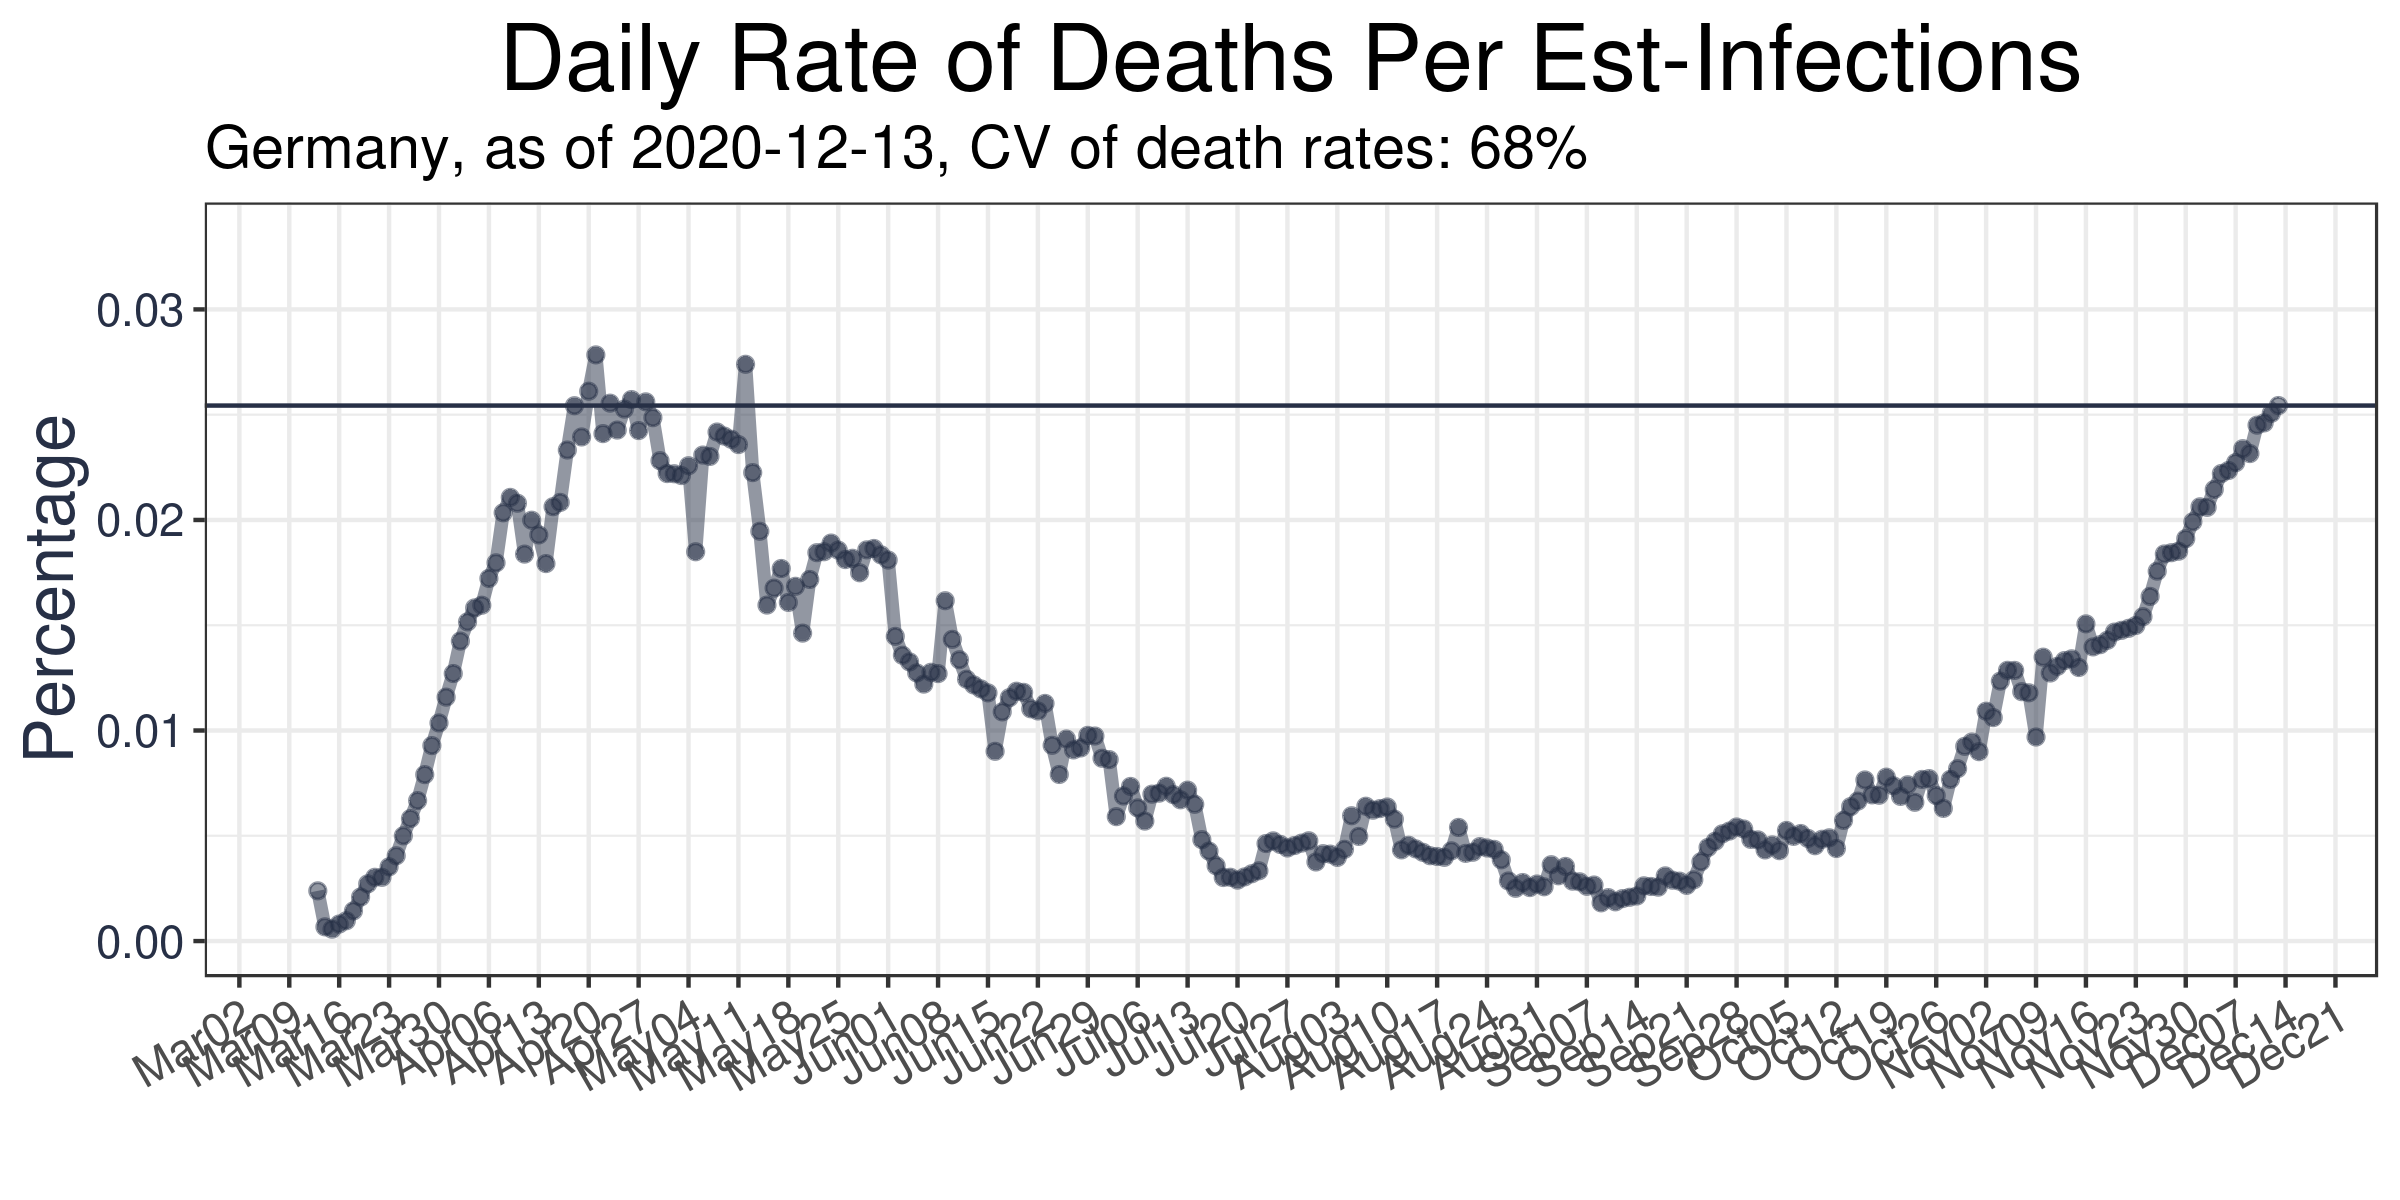 Daily Rate of Deaths Per Est-Infections
Germany, as of 2020-12-13, CV of death rates: 68%
Percentage
0.03
0.02
0.01
0.00
Mar02
Mar09
Mar16
Mar23
Mar30
Apr06
Apr13
Apr20
Apr27
May04
May11
May18
May25
Jun01
Jun08
Jun15
Jun22
Jun29
Jul06
Jul13
Jul20
Jul27
Aug03
Aug10
Aug17
Aug24
Aug31
Sep07
Sep14
Sep21
Sep28
Oct05
Oct12
Oct19
Oct26
Nov02
Nov09
Nov16
Nov23
Nov30
Dec07
Dec14
Dec21